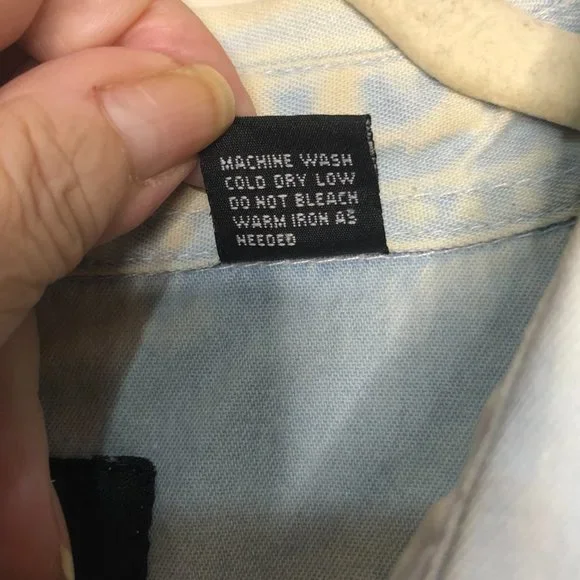 MACHINE WASH
COLD DRY LOW
DO NOT BLEACH
WARM IRON AS
NEEDED